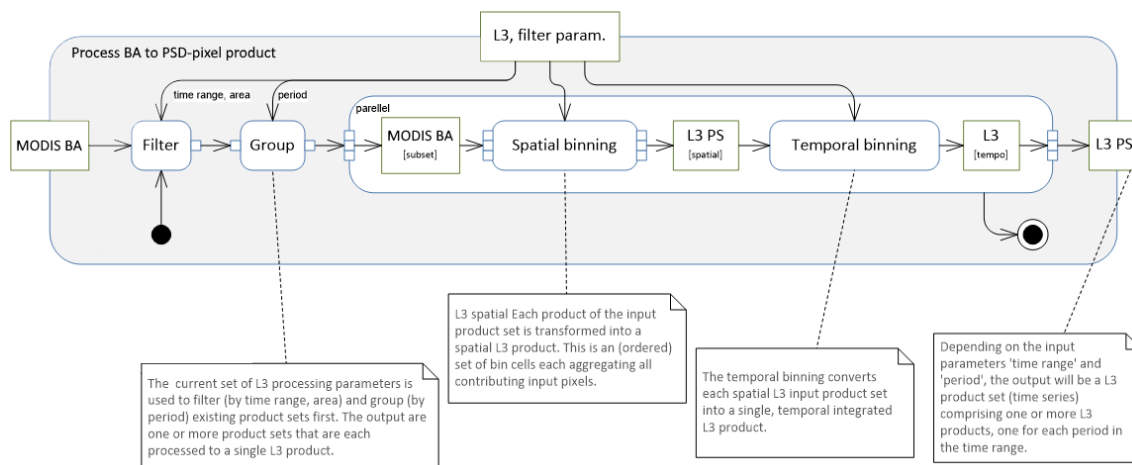 L3, filter param.
Process BA to PSD-pixel product
time range, area
period
parellel
MODIS BA
Filter
Group
MODIS BA
[subset]
Spatial binning
L3 PS
[spatial]
Temporal binning
L3
[tempo]
L3 PS
L3 spatial Each product of the input
product set is transformed into a
spatial L3 product. This is an (ordered)
set of bin cells each aggregating all
contributing input pixels.
The current set of L3 processing parameters is
used to filter (by time range, area) and group (by
period) existing product sets first. The output are
one or more product sets that are each
processed to a single L3 product.
The temporal binning converts
each spatial L3 input product set
into a single, temporal integrated
L3 product.
Depending on the input
parameters 'time range' and
'period', the output will be a L3
product set (time series)
comprising one or more L3
products, one for each period in
the time range.